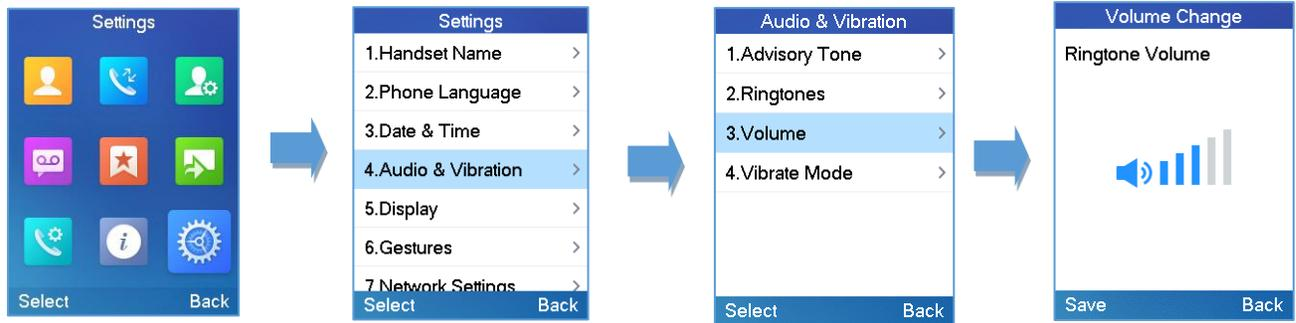 Settings
Select Back
Settings
1.Handset Name
2.Phone Language
3.Date & Time
4.Audio & Vibration
5.Display
6.Gestures
7 Network Settings
Select Back
Audio & Vibration
1.Advisory Tone
2.Ringtones
3.Volume
4.Vibrate Mode
Select Back
Volume Change
Ringtone Volume
Save Back